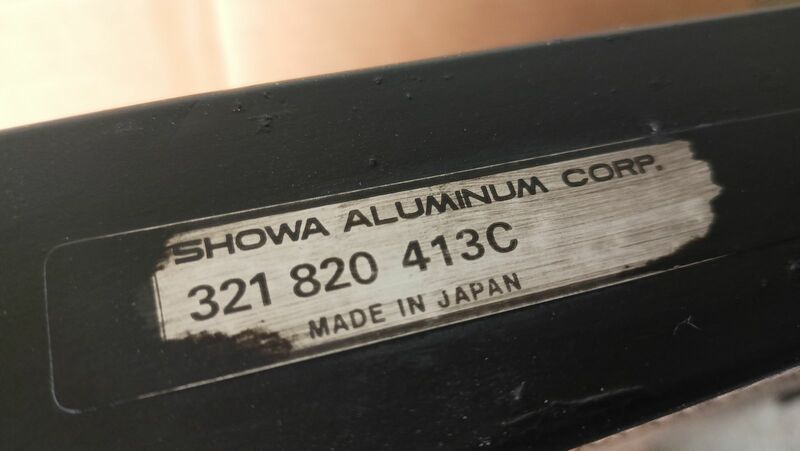 SHOWA ALUMINUM CORP.
321 820 413C
MADE IN JAPAN